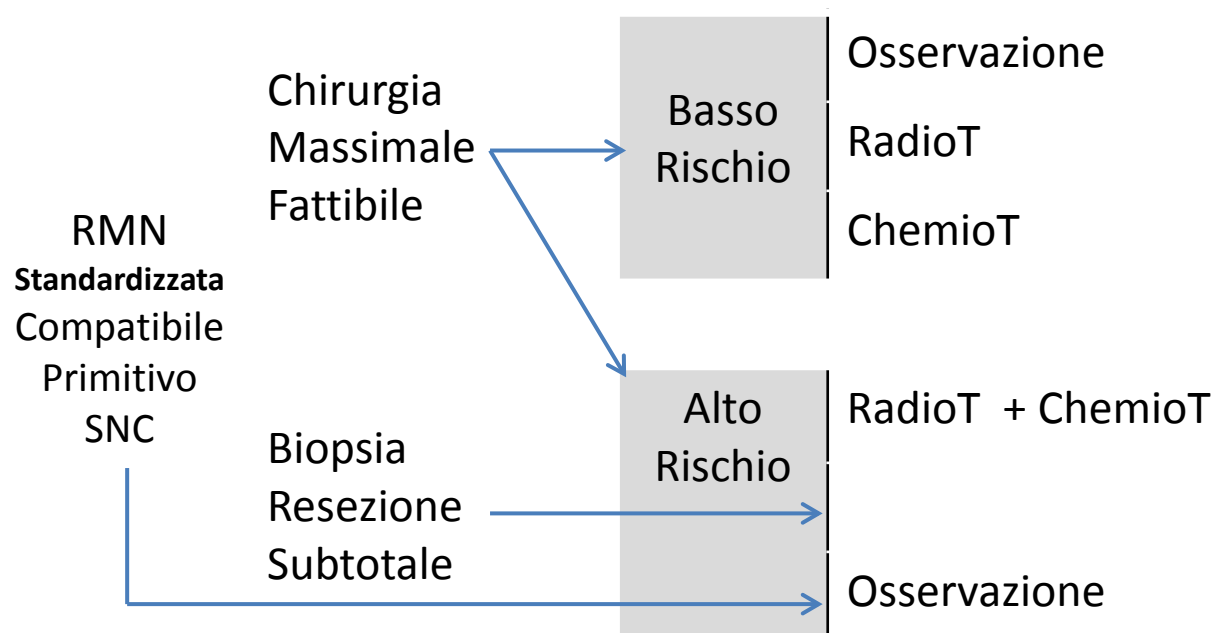 RMN
Standardizzata
Compatibile
Primitivo
SNC
Chirurgia
Massimale
Fattibile
Biopsia
Resezione
Subtotale
Basso
Rischio
Osservazione
RadioT
ChemioT
Alto
Rischio
RadioT + ChemioT
Osservazione